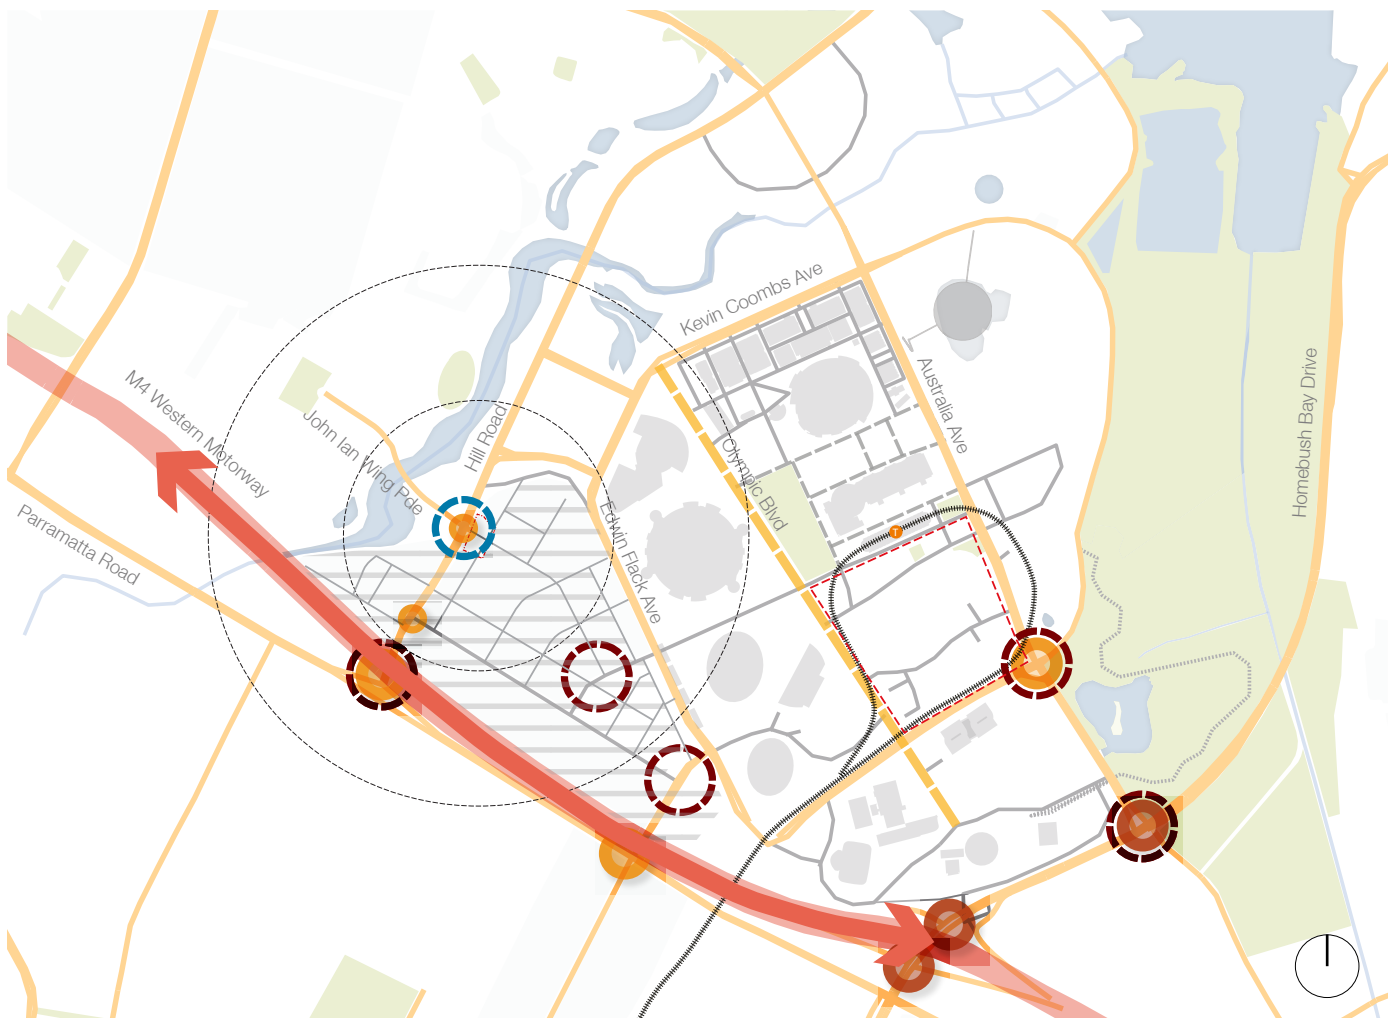 Kevin Coombs Ave
M4 Western Motorway
John Ian Wing Pde
Hill Road
Australia Ave
Homebush Bay Drive
Olympic Blvd
Parramatta Road
Edwin Flack Ave
T